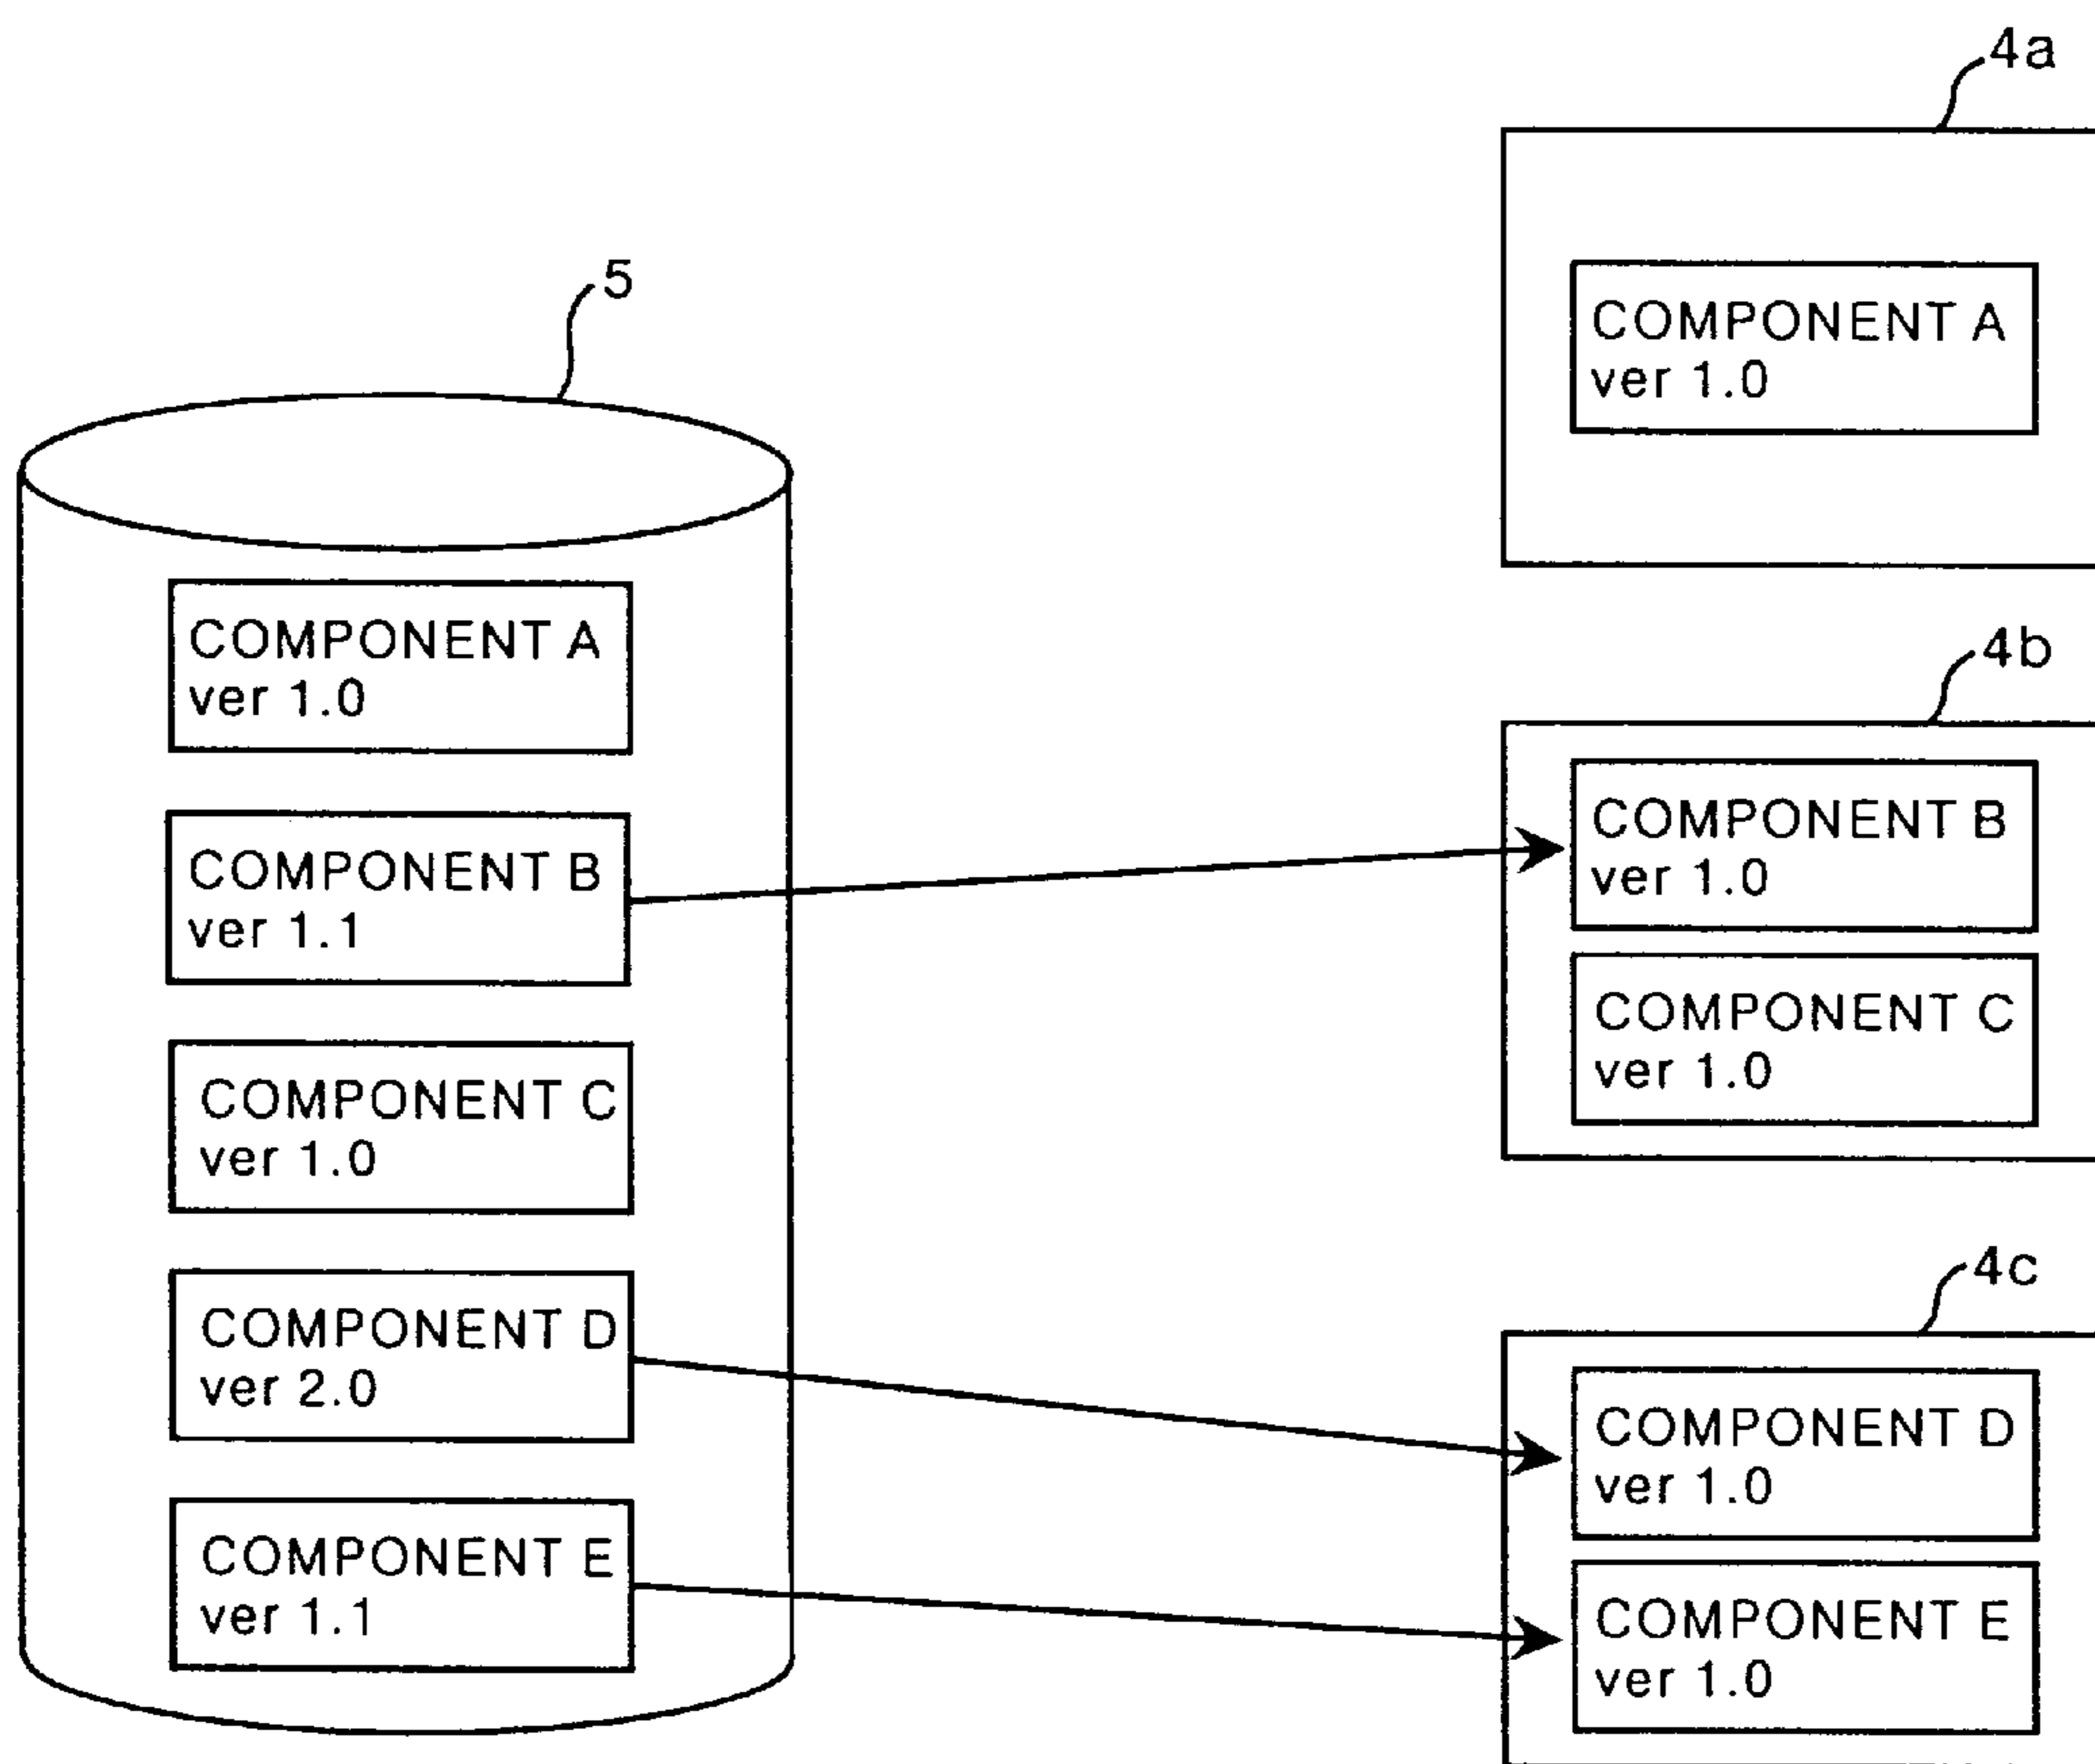 5
COMPONENT A
ver 1.0
COMPONENT B
ver 1.1
COMPONENT C
ver 1.0
COMPONENT D
ver 2.0
COMPONENT E
ver 1.1
4a
COMPONENT A
ver 1.0
4b
COMPONENT B
ver 1.0
COMPONENT C
ver 1.0
4c
COMPONENT D
ver 1.0
COMPONENT E
ver 1.0